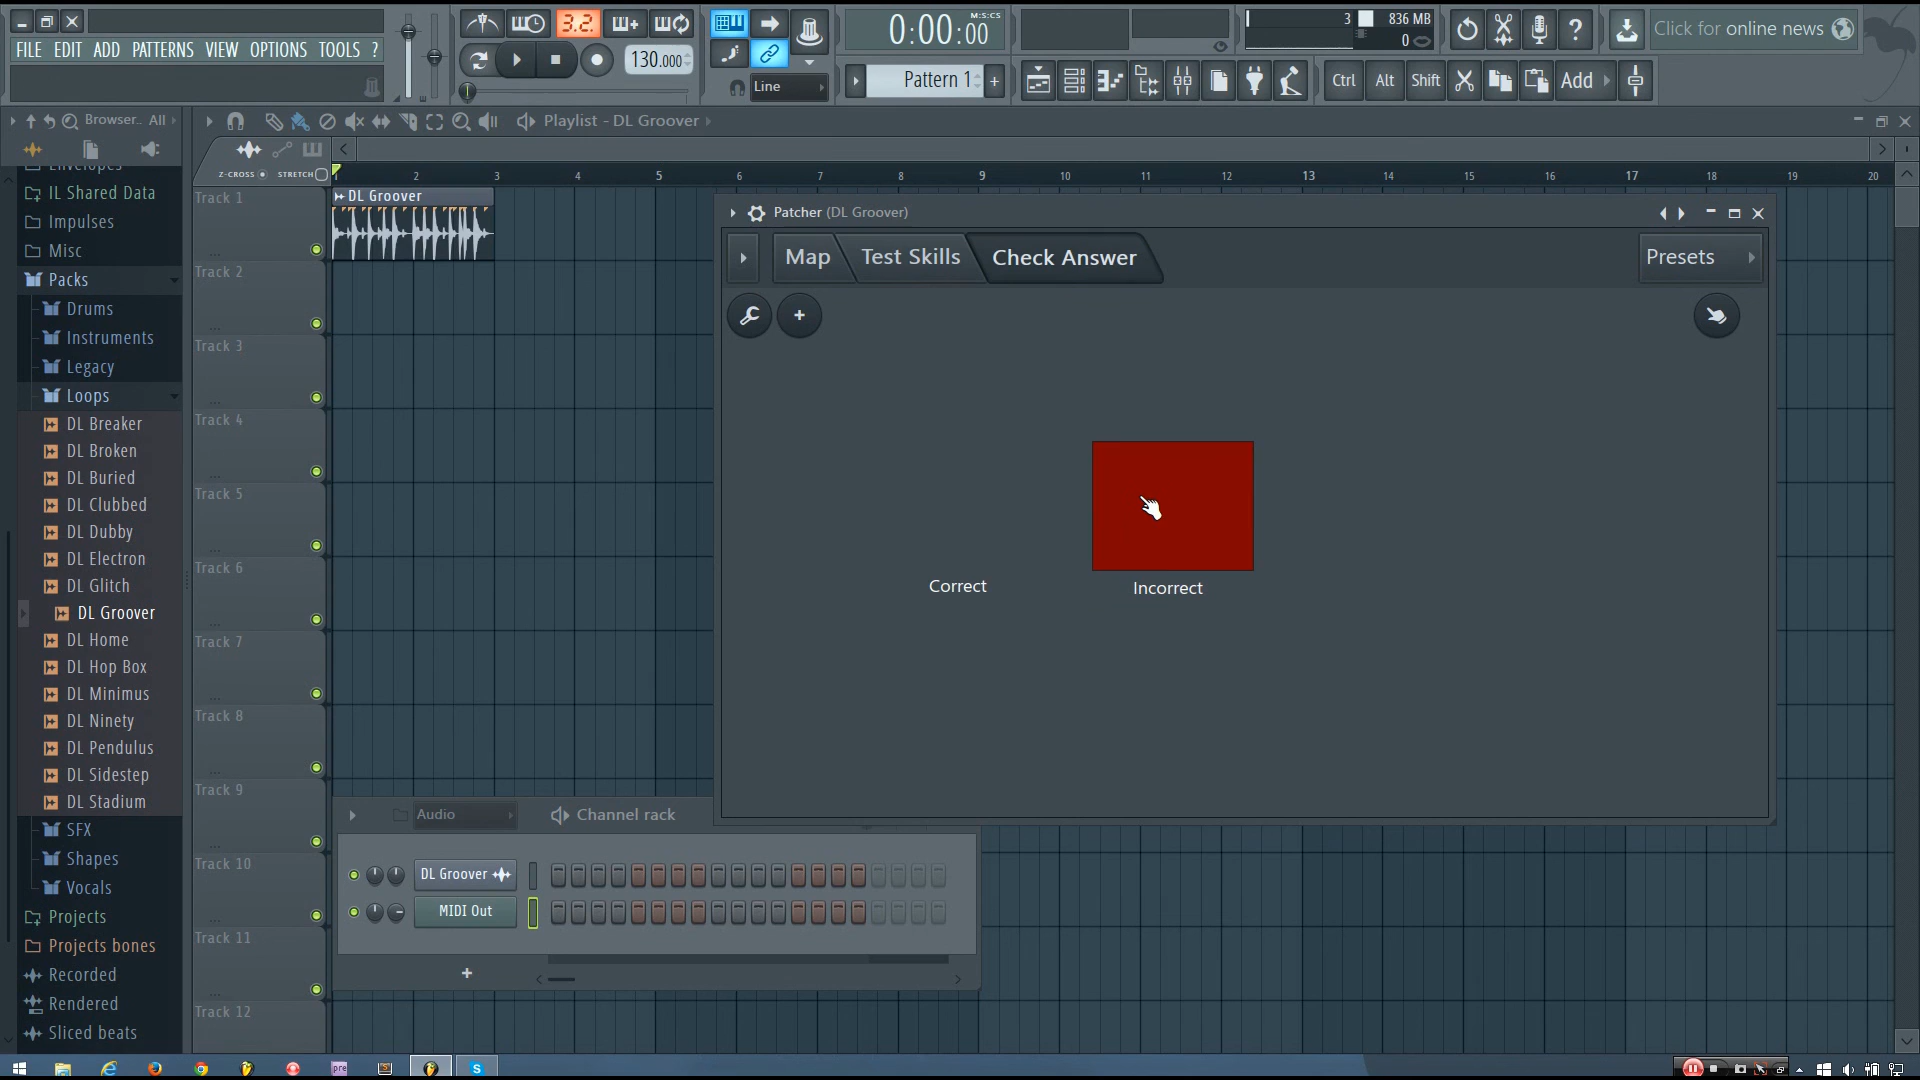 M:S:CS
3.2
0:00:00
3
836 MB
0
Click for online news
FILE EDIT ADD PATTERNS VIEW OPTIONS TOOLS ?
130.000
Line
Pattern 1
+
Ctrl
Alt
Shift
Add
Browser.. All
Playlist - DL Groover
Z-CROSS
STRETCH
2 3 4 5 6 7 8 9 10 11 12 13 14 15 16 17 18 19 20
Envelopes
IL Shared Data
Impulses
Misc
Packs
Drums
Instruments
Legacy
Loops
DL Breaker
DL Broken
DL Buried
DL Clubbed
DL Dubby
DL Electron
DL Glitch
DL Groover
DL Home
DL Hop Box
DL Minimus
DL Ninety
DL Pendulus
DL Sidestep
DL Stadium
SFX
Shapes
Vocals
Projects
Projects bones
Recorded
Rendered
Sliced beats
Track 1
DL Groover
Track 2
Track 3
Track 4
Track 5
Track 6
Track 7
Track 8
Track 9
Track 10
Track 11
Track 12
Patcher (DL Groover)
Map
Test Skills
Check Answer
Presets
Correct
Incorrect
Audio
Channel rack
DL Groover
MIDI Out
+
pre
S